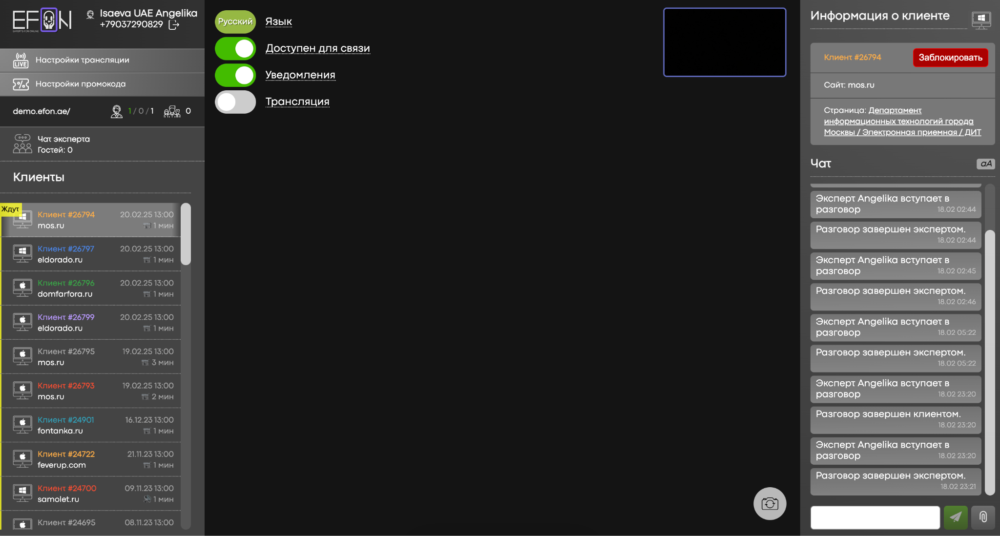 EFON
EXPERTS FOR ONLINE
Isaeva UAE Angelika
+79037290829
LIVE
Настройки трансляции
Настройки промокода
demo.efon.ae/
1 / 0 / 1
0
Чат эксперта
Гостей: 0
Клиенты
Ждут
Клиент #26794
20.02.25 13:00
mos.ru
1 мин
Клиент #26797
20.02.25 13:00
eldorado.ru
1 мин
Клиент #26796
20.02.25 13:00
domfarfora.ru
1 мин
Клиент #26799
20.02.25 13:00
eldorado.ru
1 мин
Клиент #26795
19.02.25 13:00
mos.ru
3 мин
Клиент #26793
19.02.25 13:00
mos.ru
2 мин
Клиент #24901
16.12.23 13:00
fontanka.ru
1 мин
Клиент #24722
21.11.23 13:00
feverup.com
1 мин
Клиент #24700
09.11.23 13:00
samolet.ru
1 мин
Клиент #24695
08.11.23 13:00
Русский
Язык
Доступен для связи
Уведомления
Трансляция
Информация о клиенте
Клиент #26794
Заблокировать
Сайт: mos.ru
Страница: Департамент
информационных технологий города
Москвы / Электронная приемная / ДИТ
Чат
aA
Эксперт Angelika вступает в
разговор
18.02 02:44
Разговор завершен экспертом.
18.02 02:44
Эксперт Angelika вступает в
разговор
18.02 02:45
Разговор завершен экспертом.
18.02 02:46
Эксперт Angelika вступает в
разговор
18.02 05:22
Разговор завершен экспертом.
18.02 05:22
Эксперт Angelika вступает в
разговор
18.02 23:20
Разговор завершен клиентом.
18.02 23:20
Эксперт Angelika вступает в
разговор
18.02 23:20
Разговор завершен экспертом.
18.02 23:21